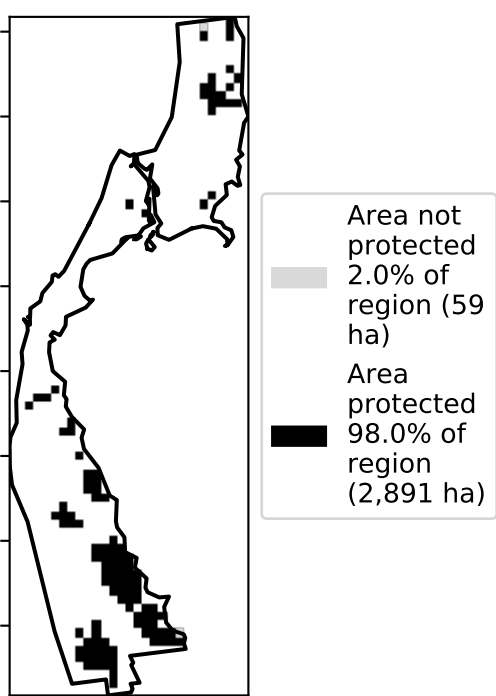 Area not
protected
2.0% of
region (59
ha)
Area
protected
98.0% of
region
(2,891 ha)